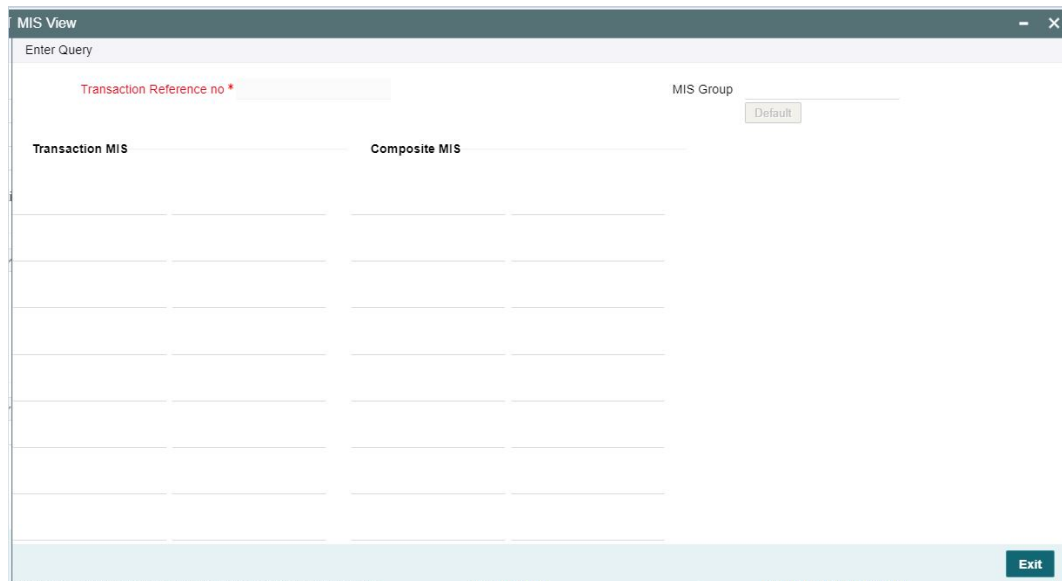 MIS View
Enter Query
Transaction Reference no *
MIS Group
Default
Transaction MIS
Composite MIS
Exit